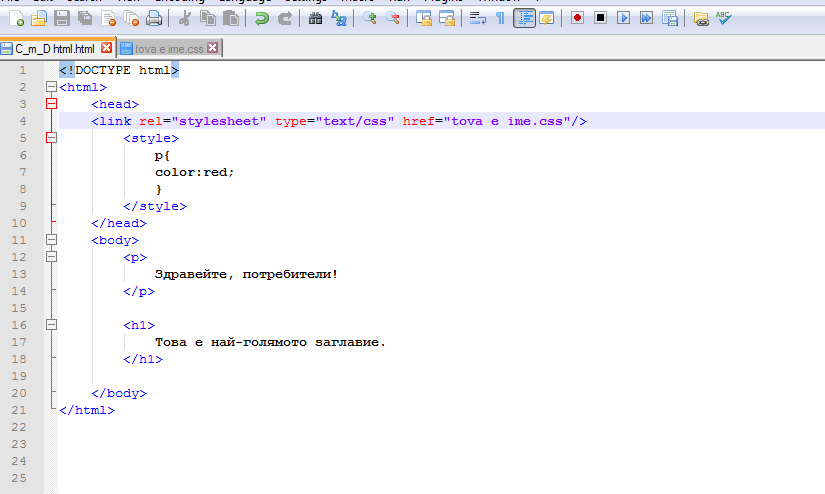 C_m_D html.html tova e ime.css
1 <!DOCTYPE html>
2 <html>
3 <head>
4 <link rel="stylesheet" type="text/css" href="tova e ime.css"/>
5 <style>
6 p{
7 color:red;
8 }
9 </style>
10 </head>
11 <body>
12 <p>
13 Здравейте, потребители!
14 </p>
15
16 <h1>
17 Това е най-голямото заглавие.
18 </h1>
19
20 </body>
21 </html>
22
23
24
25